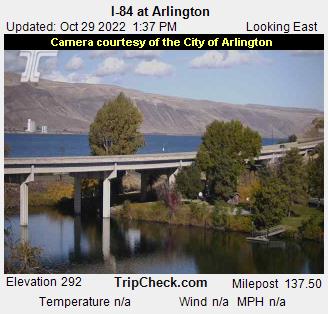 I-84 at Arlington
Updated: Oct 29 2022 1:37 PM Looking East
Camera courtesy of the City of Arlington
Elevation 292 TripCheck.com Milepost 137.50
Temperature n/a Wind n/a MPH n/a